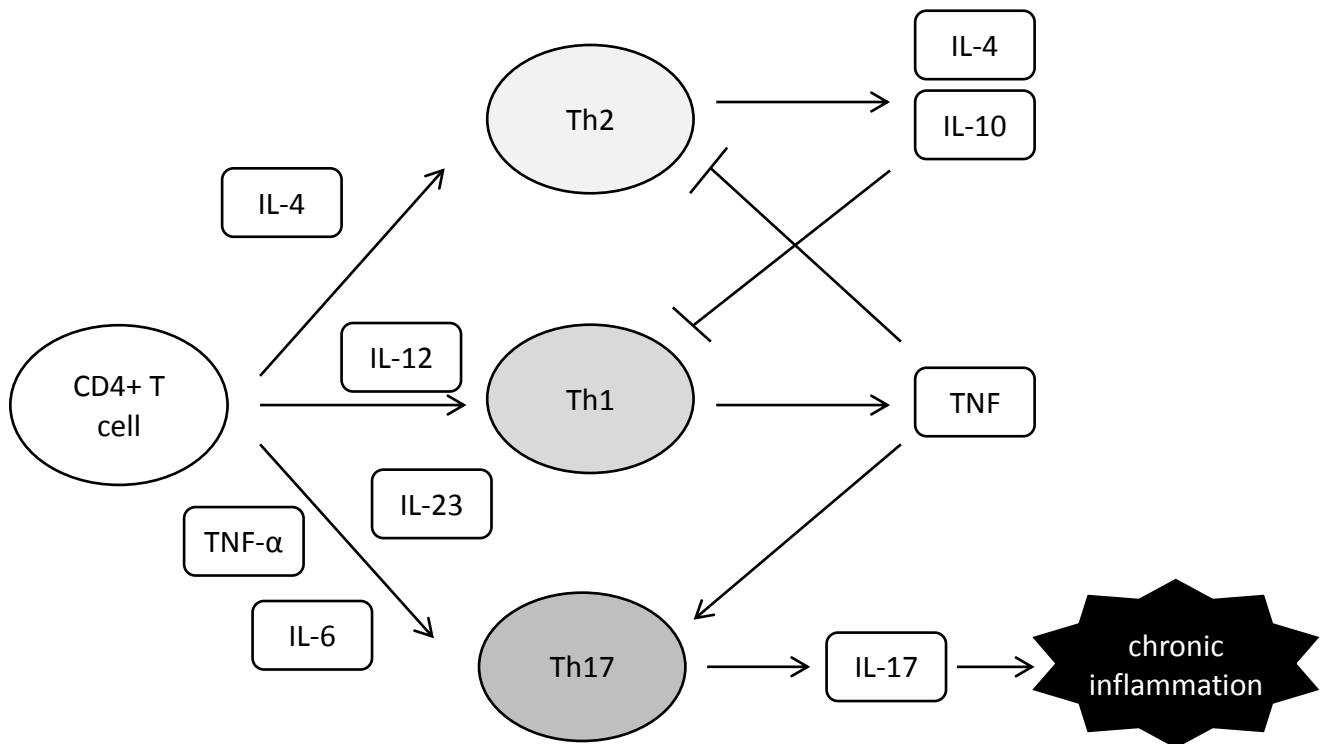 IL-4
Th2
IL-10
IL-4
IL-12
CD4+ T
cell
Th1
TNF
IL-23
TNF-α
IL-6
Th17
IL-17
chronic
inflammation